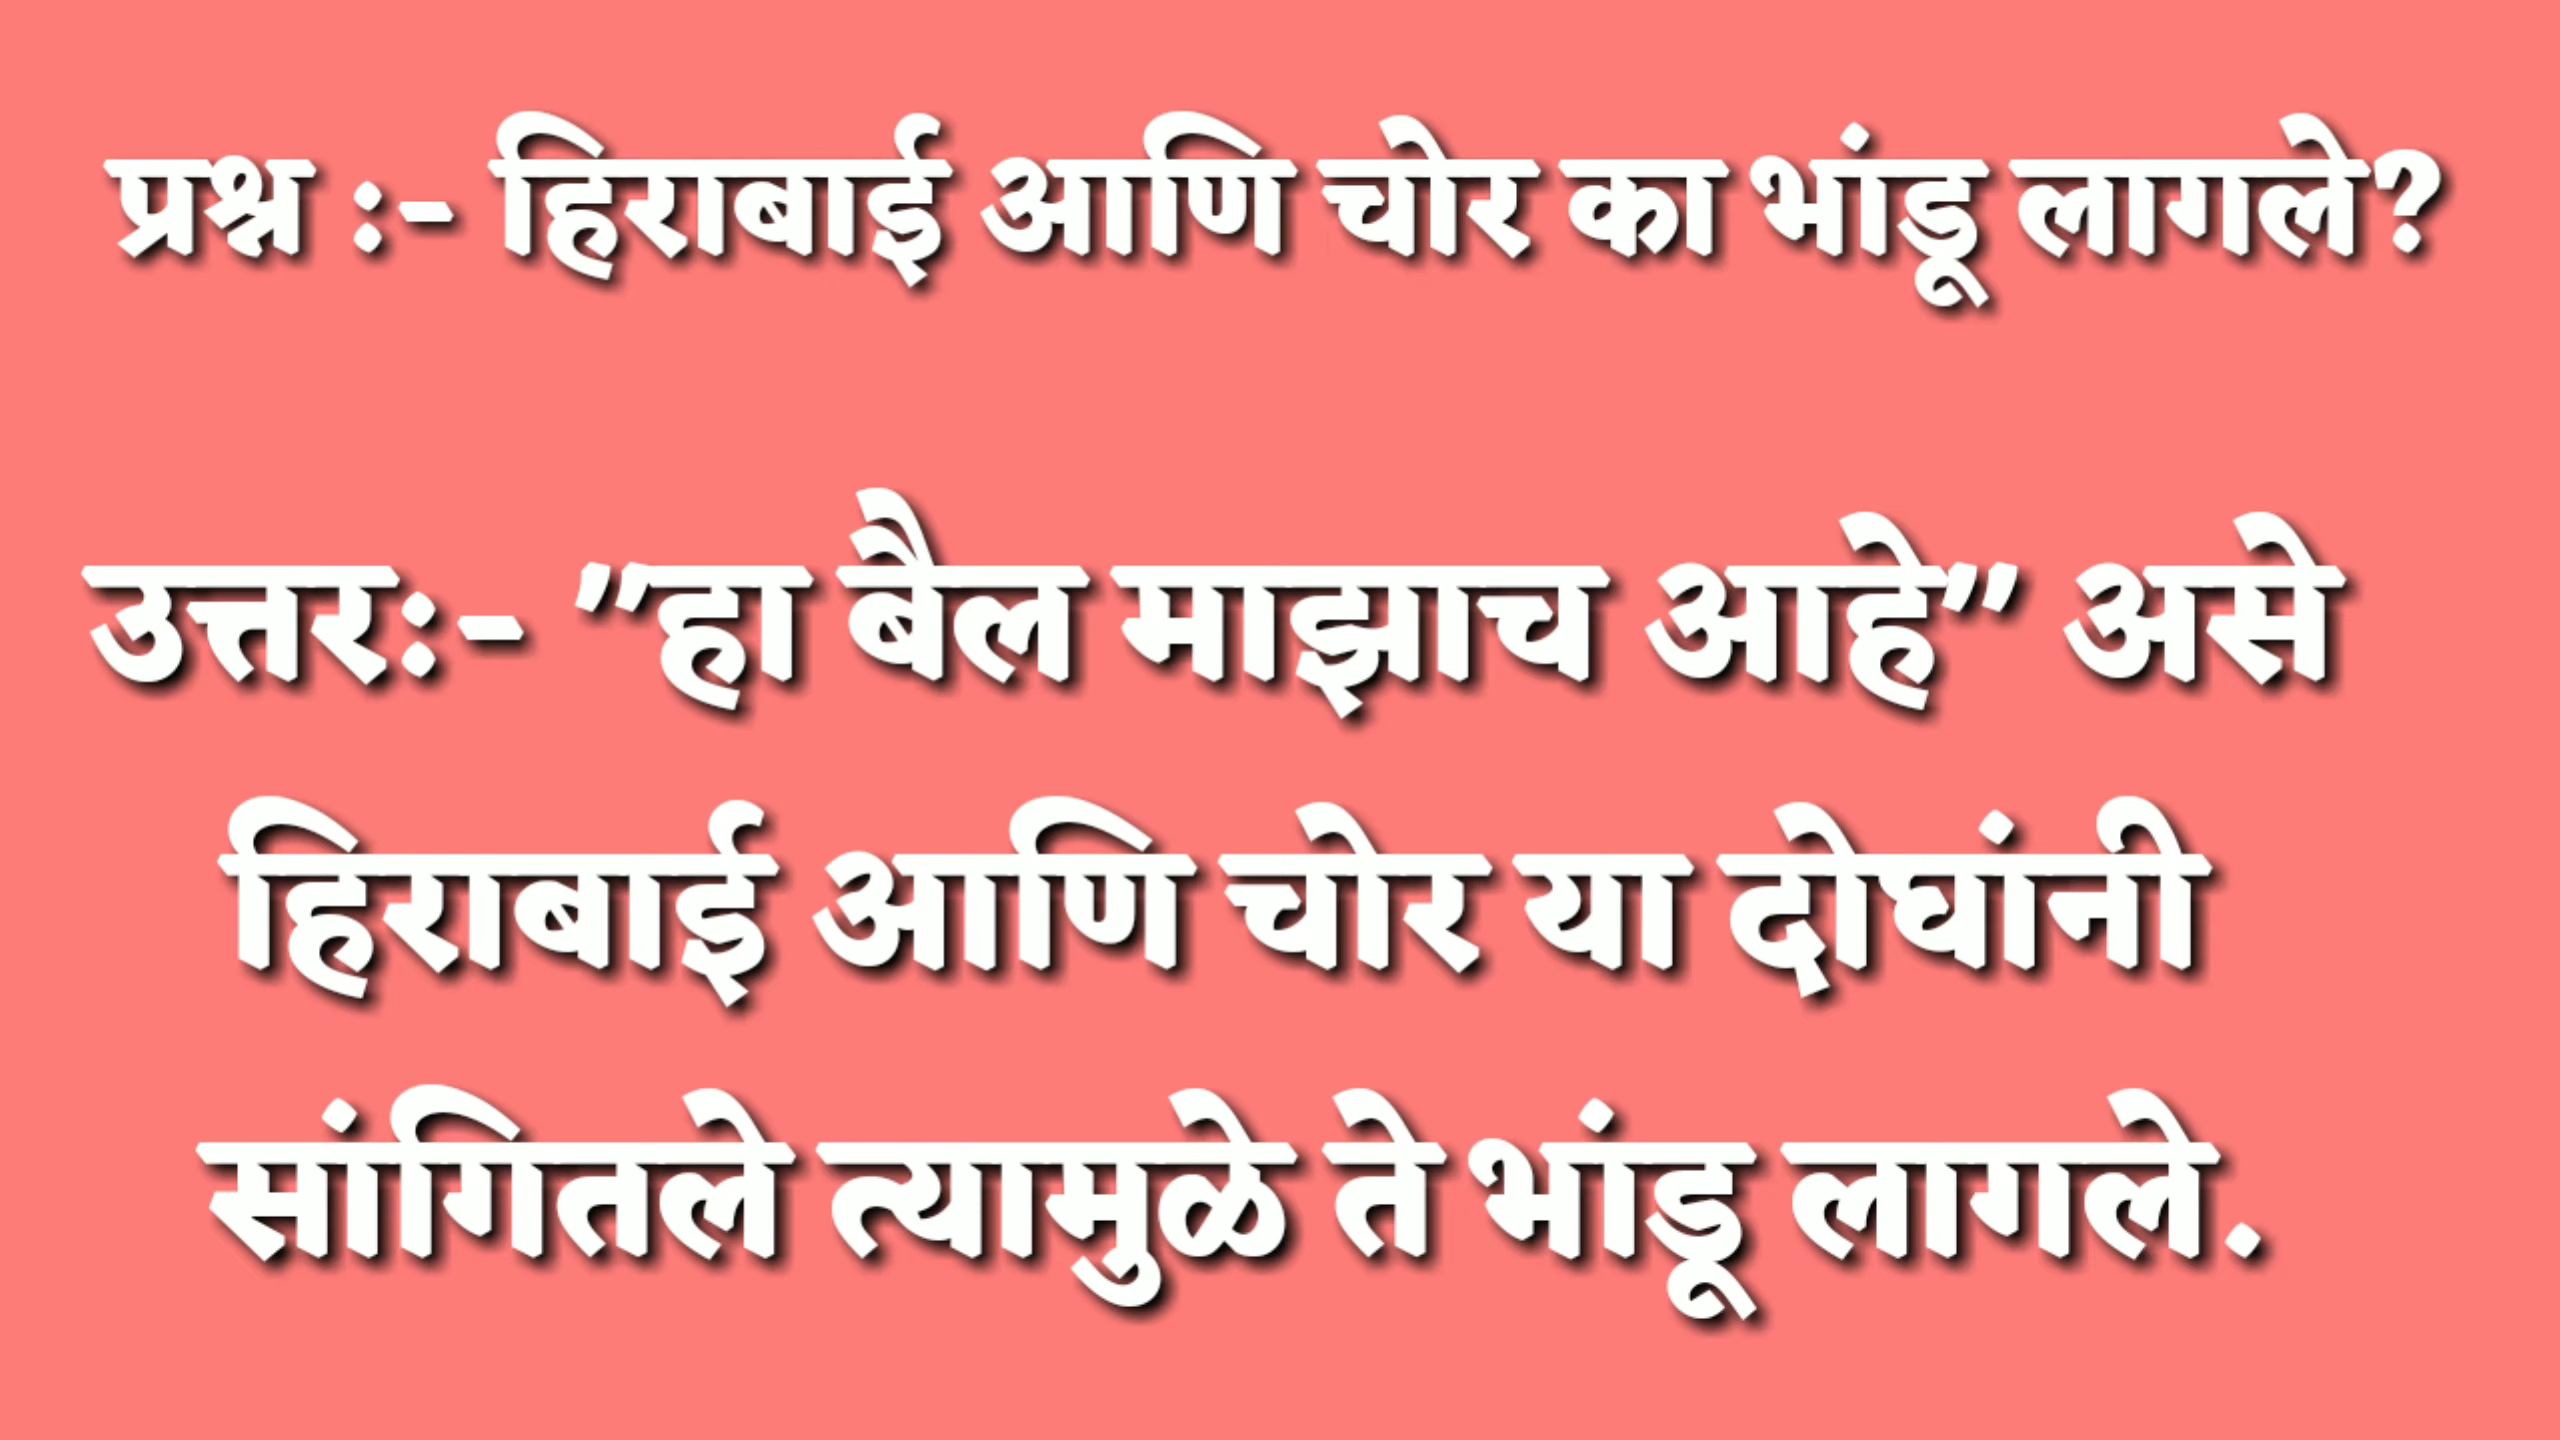 प्रश्न :- हिराबाई आणि चोर का भांडू लागले?
उत्तर:- "हा बैल माझाच आहे" असे
हिराबाई आणि चोर या दोघांनी
सांगितले त्यामुळे ते भांडू लागले.